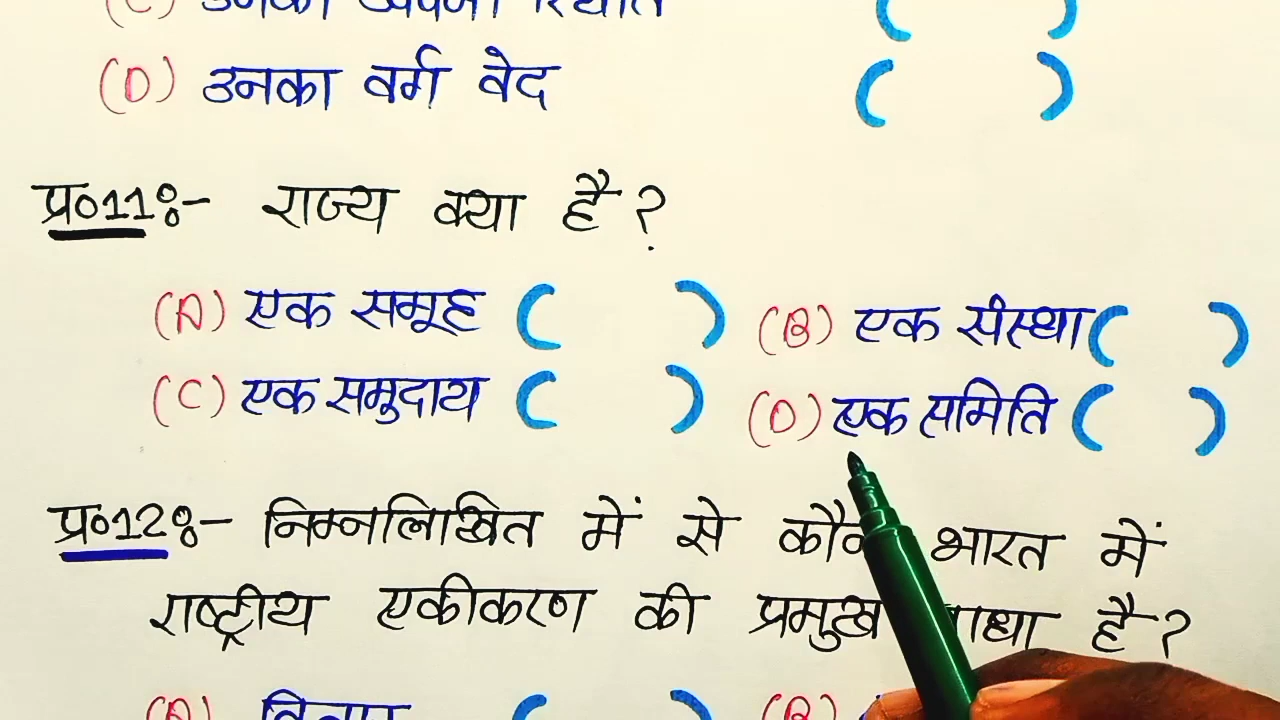 (D) उनका वर्ग वेद ( )
प्र०11:- राज्य क्या है?
(A) एक समूह ( ) (B) एक संस्था ( )
(C) एक समुदाय ( ) (D) एक समिति ( )
प्र०12:- निम्नलिखित में से कौन भारत में
राष्ट्रीय एकीकरण की प्रमुख है?
(A) ( ) (B)